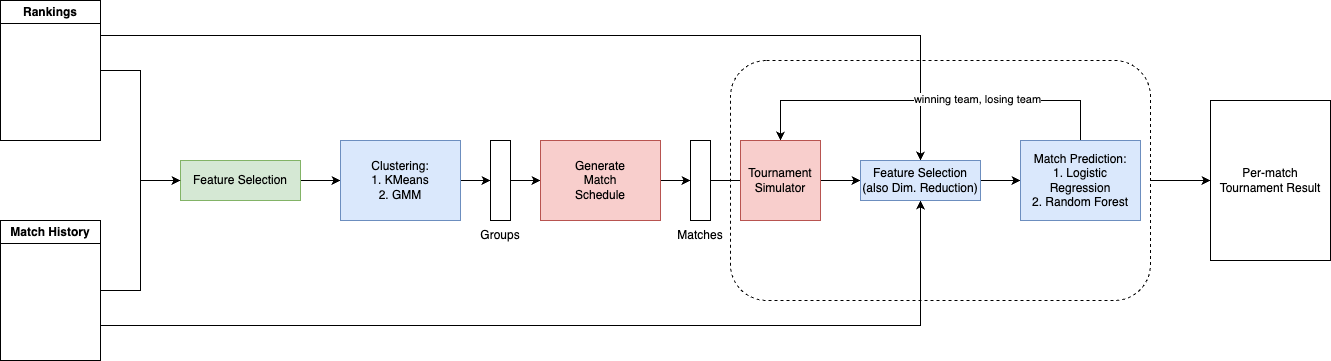 Rankings
Match History
Feature Selection
Clustering:
1. KMeans
2. GMM
Groups
Generate
Match
Schedule
Matches
winning team, losing team
Tournament
Simulator
Feature Selection
(also Dim. Reduction)
Match Prediction:
1. Logistic
Regression
2. Random Forest
Per-match
Tournament Result